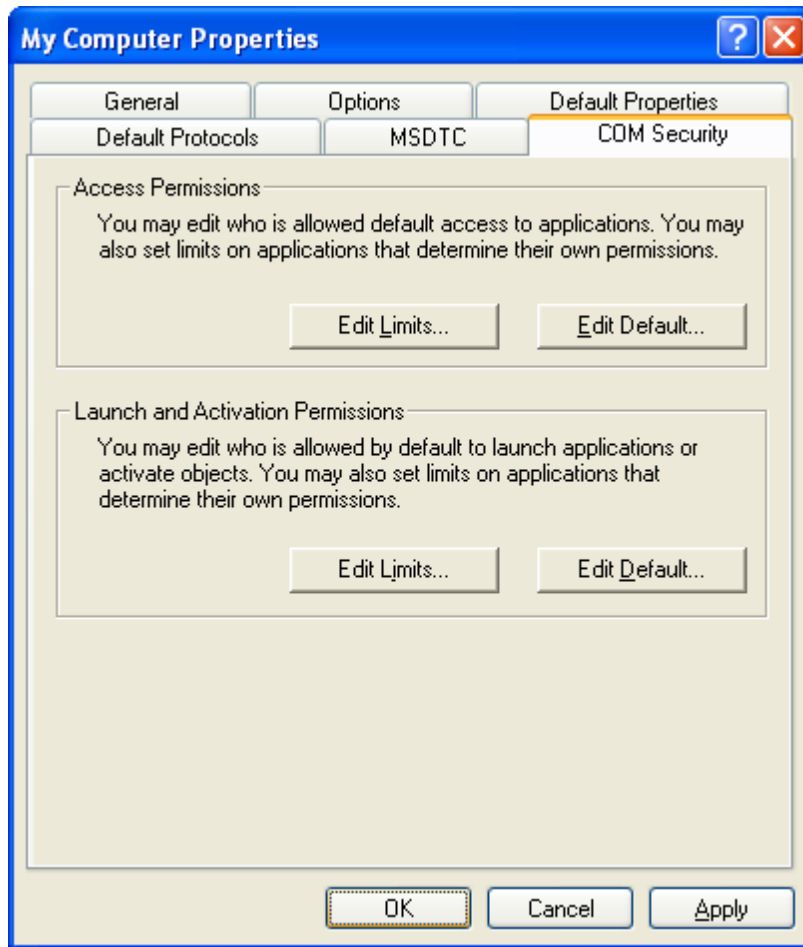 My Computer Properties
General Options Default Properties
Default Protocols MSDTC COM Security
Access Permissions
You may edit who is allowed default access to applications. You may
also set limits on applications that determine their own permissions.
Edit Limits... Edit Default...
Launch and Activation Permissions
You may edit who is allowed by default to launch applications or
activate objects. You may also set limits on applications that
determine their own permissions.
Edit Limits... Edit Default...
OK Cancel Apply